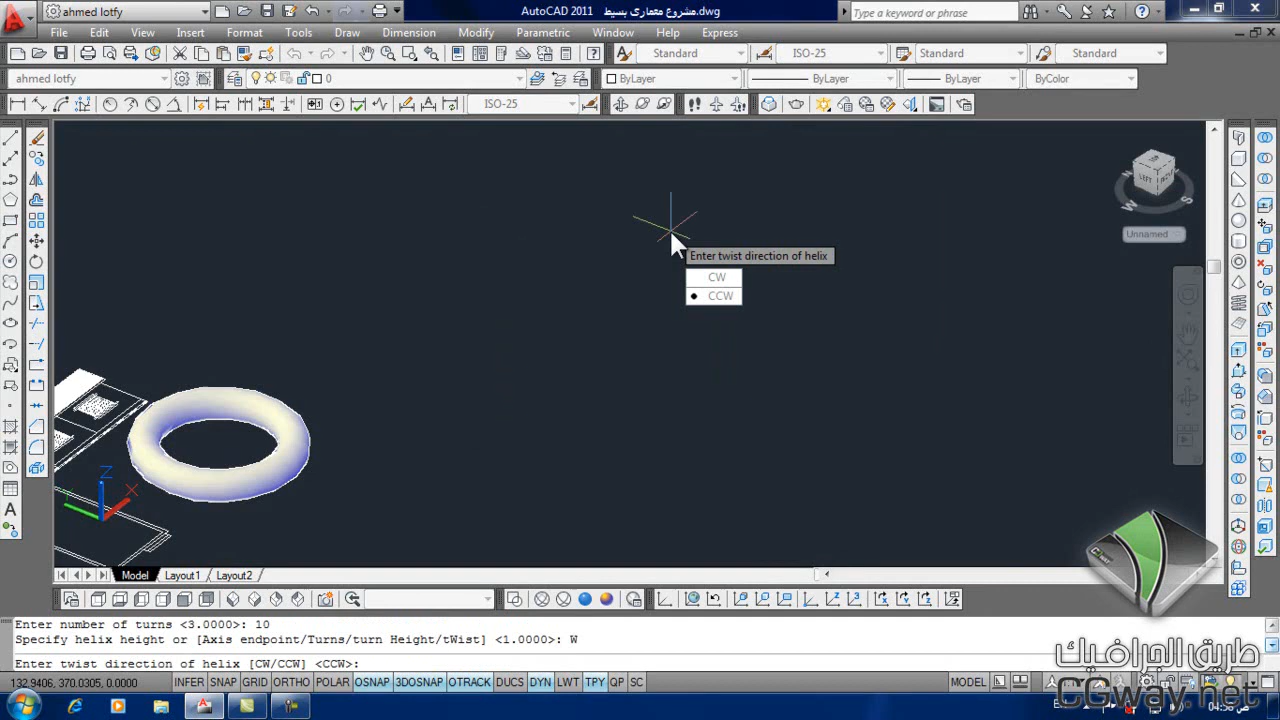 ahmed lotfy
AutoCAD 2011 مشروع معمارى بسيط.dwg
Type a keyword or phrase
File Edit View Insert Format Tools Draw Dimension Modify Parametric Window Help Express
Standard ISO-25 Standard Standard
ahmed lotfy 0 ByLayer ByLayer ByLayer ByColor
ISO-25
Unnamed
Enter twist direction of helix
CW
CCW
Z
X
Model Layout1 Layout2
Enter number of turns <3.0000>: 10
Specify helix height or [Axis endpoint/Turns/turn Height/tWist] <1.0000>: W
Enter twist direction of helix [CW/CCW] <CCW>:
132.9406, 370.0305, 0.0000 INFER SNAP GRID ORTHO POLAR OSNAP 3DOSNAP OTRACK DUCS DYN LWT TPY QP SC MODEL
طريق الجرافيك
CGway.net